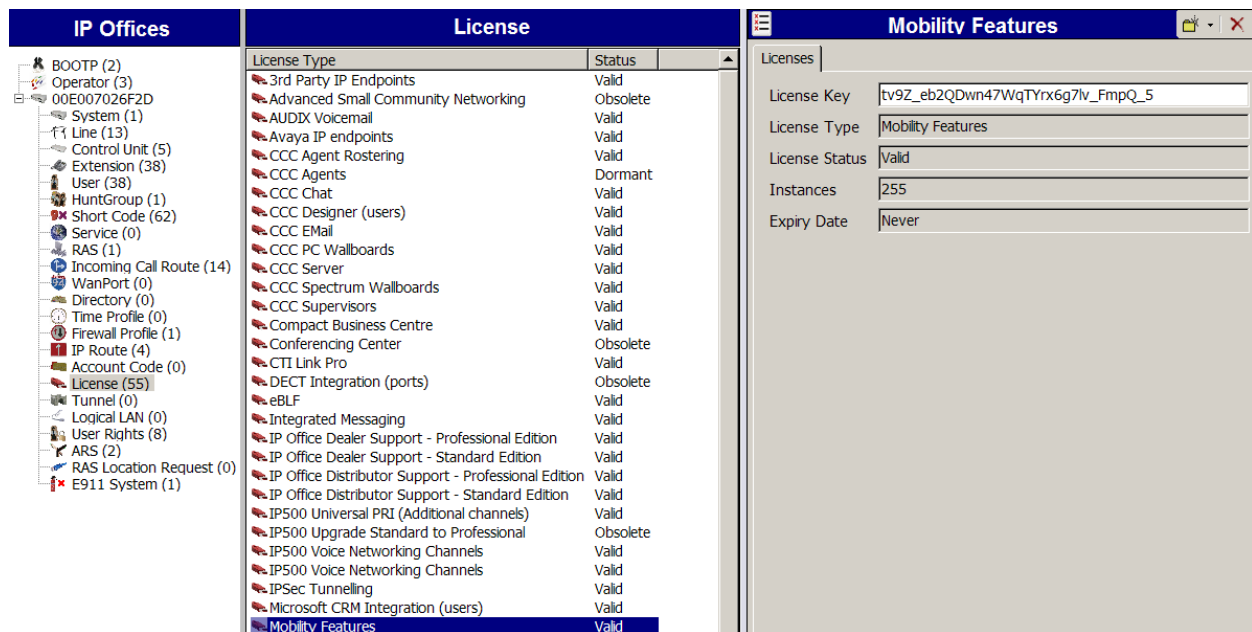 IP Offices
BOOTP (2)
Operator (3)
00E007026F2D
System (1)
Line (13)
Control Unit (5)
Extension (38)
User (38)
HuntGroup (1)
Short Code (62)
Service (0)
RAS (1)
Incoming Call Route (14)
WanPort (0)
Directory (0)
Time Profile (0)
Firewall Profile (1)
IP Route (4)
Account Code (0)
License (55)
Tunnel (0)
Logical LAN (0)
User Rights (8)
ARS (2)
RAS Location Request (0)
E911 System (1)
License
License Type Status
3rd Party IP Endpoints Valid
Advanced Small Community Networking Obsolete
AUDIX Voicemail Valid
Avaya IP endpoints Valid
CCC Agent Rostering Valid
CCC Agents Dormant
CCC Chat Valid
CCC Designer (users) Valid
CCC EMail Valid
CCC PC Wallboards Valid
CCC Server Valid
CCC Spectrum Wallboards Valid
CCC Supervisors Valid
Compact Business Centre Valid
Conferencing Center Obsolete
CTI Link Pro Valid
DECT Integration (ports) Obsolete
eBLF Valid
Integrated Messaging Valid
IP Office Dealer Support - Professional Edition Valid
IP Office Dealer Support - Standard Edition Valid
IP Office Distributor Support - Professional Edition Valid
IP Office Distributor Support - Standard Edition Valid
IP500 Universal PRI (Additional channels) Valid
IP500 Upgrade Standard to Professional Obsolete
IP500 Voice Networking Channels Valid
IP500 Voice Networking Channels Valid
IPSec Tunnelling Valid
Microsoft CRM Integration (users) Valid
Mobility Features Valid
Mobility Features
Licenses
License Key tv9Z_eb2QDwn47WqTYrx6g7lv_FmpQ_5
License Type Mobility Features
License Status Valid
Instances 255
Expiry Date Never